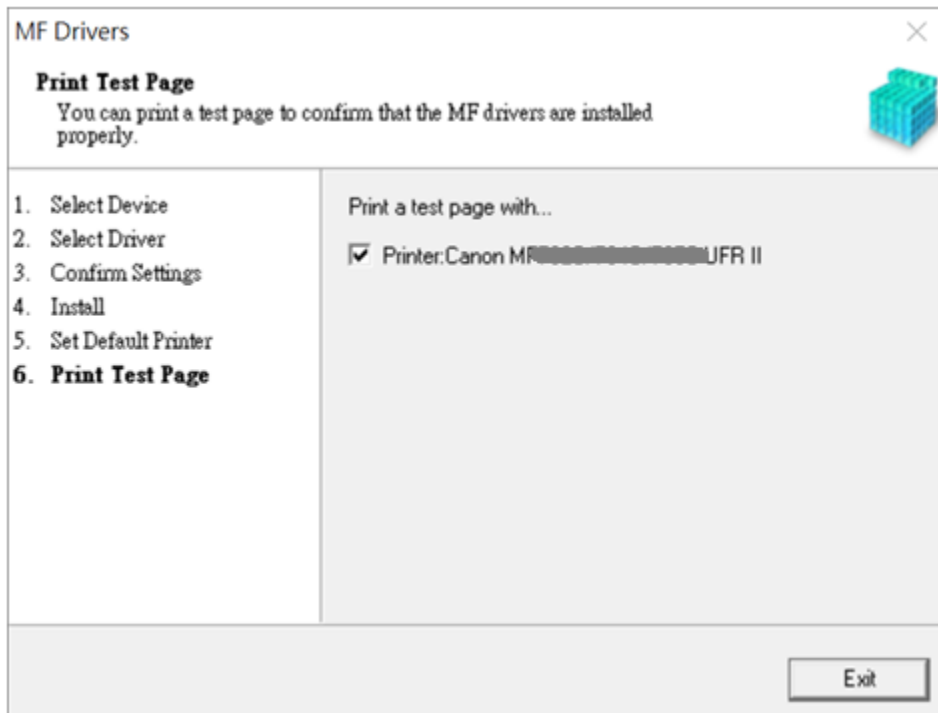 MF Drivers
Print Test Page
You can print a test page to confirm that the MF drivers are installed
properly.
1. Select Device
2. Select Driver
3. Confirm Settings
4. Install
5. Set Default Printer
6. Print Test Page
Print a test page with...
Printer:Canon UFR II
Exit